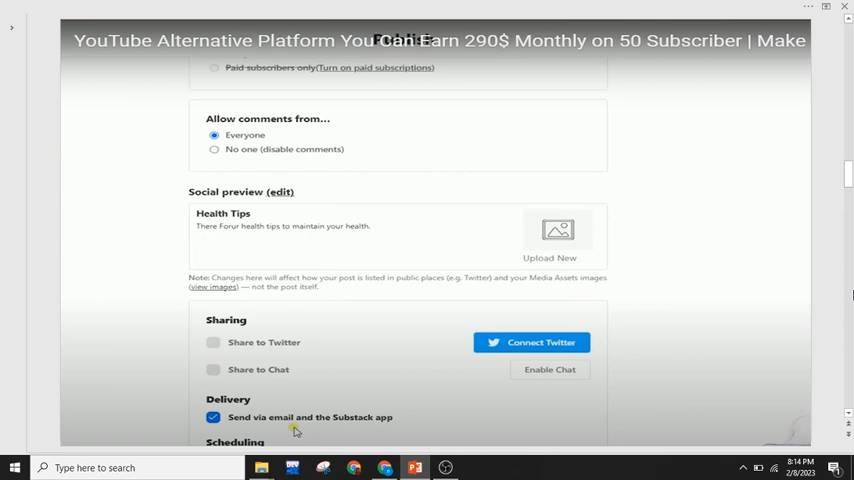 YouTube Alternative Platform You Can Earn 290$ Monthly on 50 Subscriber | Make
Paid subscribers only(Turn on paid subscriptions)
Allow comments from...
Everyone
No one (disable comments)
Social preview (edit)
Health Tips
There Forur health tips to maintain your health.
Upload New
Note: Changes here will affect how your post is listed in public places (e.g. Twitter) and your Media Assets images
(view images) — not the post itself.
Sharing
Share to Twitter
Connect Twitter
Share to Chat
Enable Chat
Delivery
Send via email and the Substack app
Scheduling
Type here to search
DEV
8:14 PM
2/8/2023